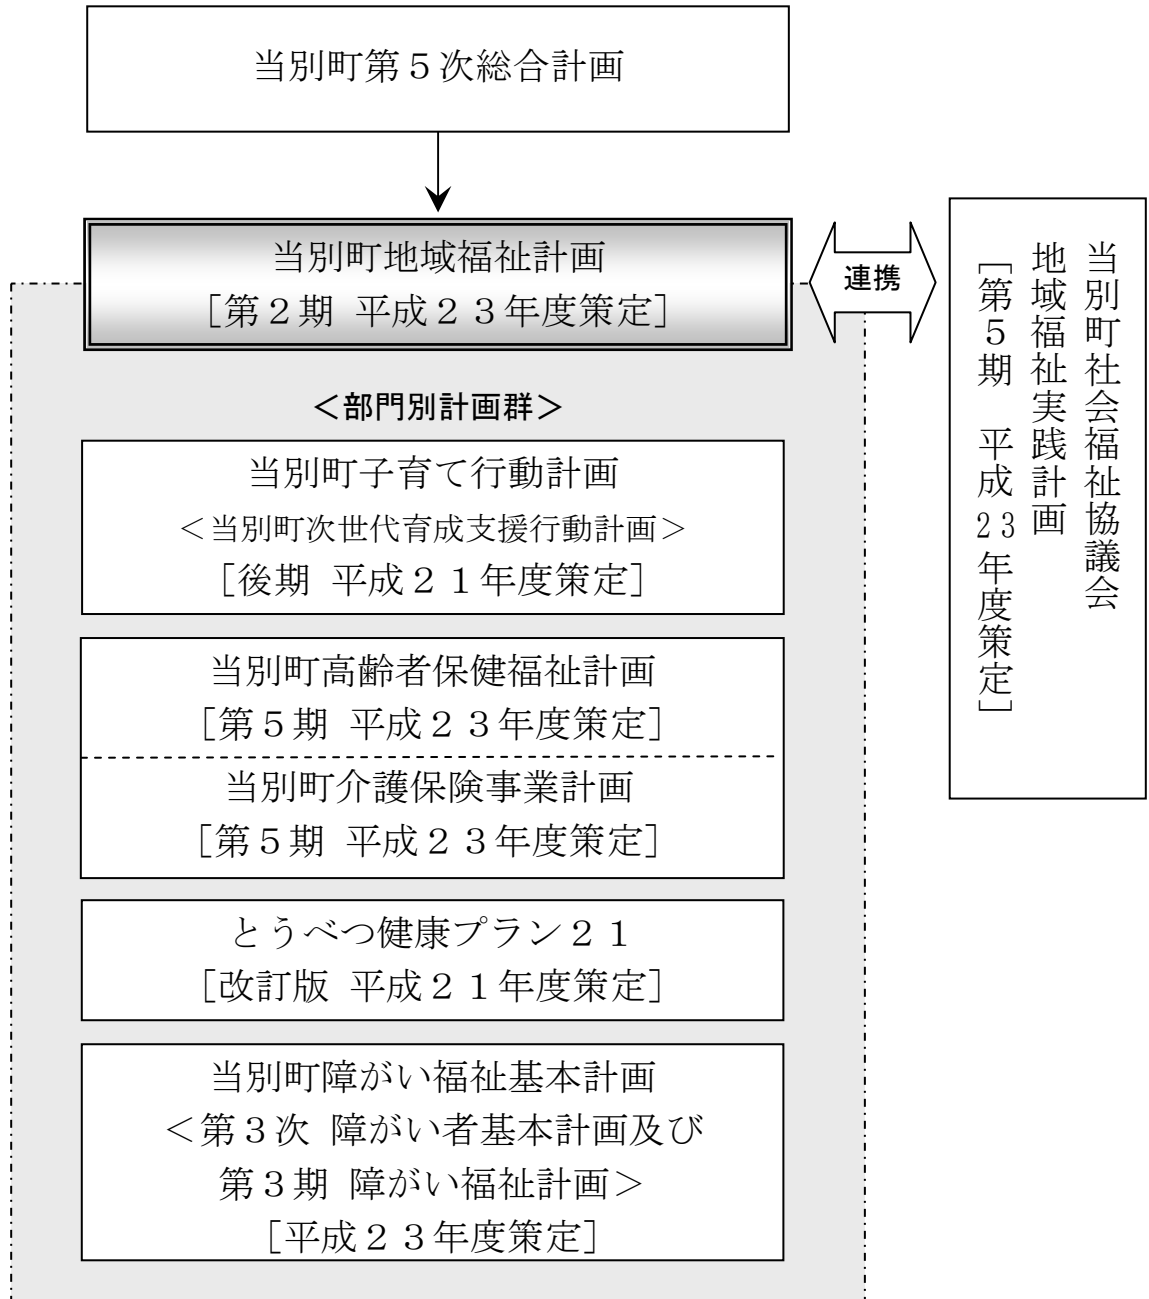 当別町第５次総合計画
当別町地域福祉計画
［第２期 平成２３年度策定］
連携
当別町社会福祉協議会
地域福祉実践計画
［第５期 平成23年度策定］
＜部門別計画群＞
当別町子育て行動計画
＜当別町次世代育成支援行動計画＞
［後期 平成２１年度策定］
当別町高齢者保健福祉計画
［第５期 平成２３年度策定］
当別町介護保険事業計画
［第５期 平成２３年度策定］
とうべつ健康プラン２１
［改訂版 平成２１年度策定］
当別町障がい福祉基本計画
＜第３次 障がい者基本計画及び
第３期 障がい福祉計画＞
［平成２３年度策定］